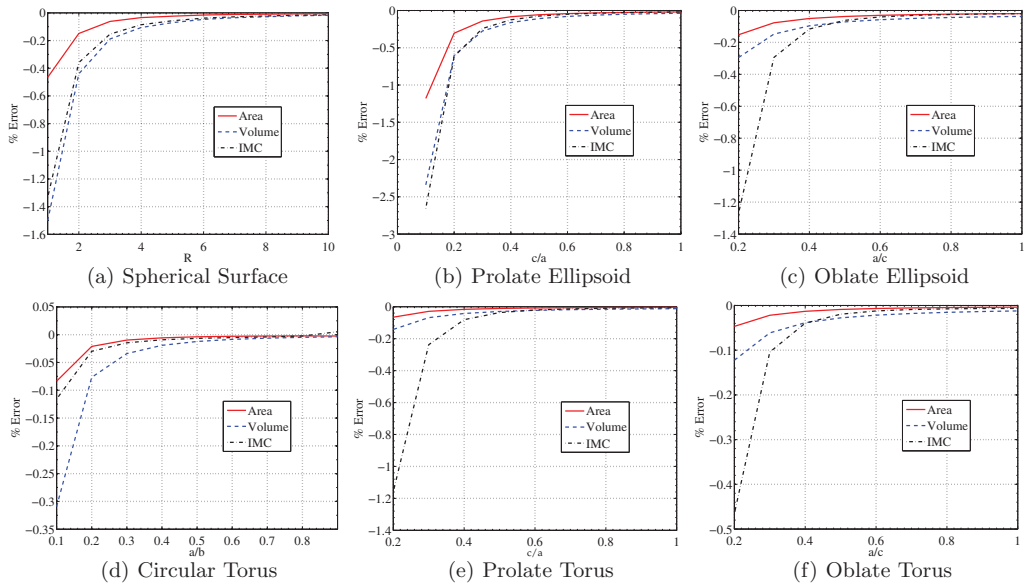 0
−0.2
−0.4
−0.6
−0.8
−1
−1.2
−1.4
−1.6
% Error
2
4
6
8
10
R
Area
Volume
IMC
(a) Spherical Surface
0
−0.5
−1
−1.5
−2
−2.5
−3
% Error
0
0.2
0.4
0.6
0.8
1
c/a
Area
Volume
IMC
(b) Prolate Ellipsoid
0
−0.2
−0.4
−0.6
−0.8
−1
−1.2
−1.4
% Error
0.2
0.4
0.6
0.8
1
a/c
Area
Volume
IMC
(c) Oblate Ellipsoid
0.05
0
−0.05
−0.1
−0.15
−0.2
−0.25
−0.3
−0.35
% Error
0.1
0.2
0.3
0.4
0.5
0.6
0.7
0.8
a/b
Area
Volume
IMC
(d) Circular Torus
0
−0.2
−0.4
−0.6
−0.8
−1
−1.2
−1.4
% Error
0.2
0.4
0.6
0.8
1
c/a
Area
Volume
IMC
(e) Prolate Torus
0
−0.1
−0.2
−0.3
−0.4
−0.5
% Error
0.2
0.4
0.6
0.8
1
a/c
Area
Volume
IMC
(f) Oblate Torus